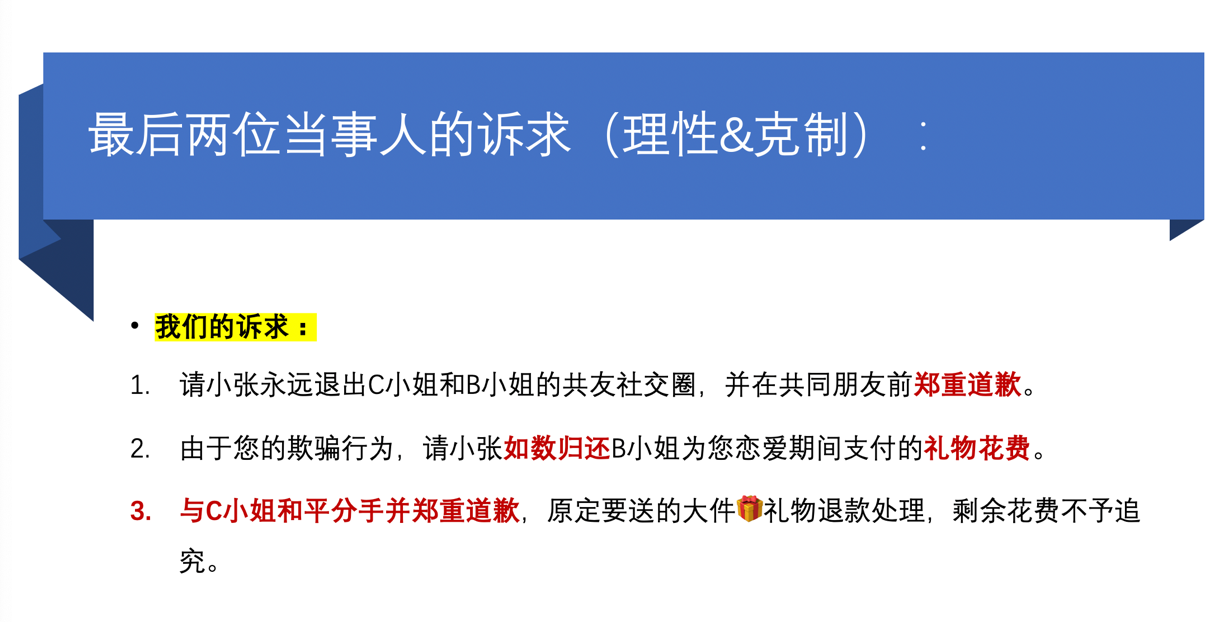 最后两位当事人的诉求（理性&克制）：
• 我们的诉求：
1. 请小张永远退出C小姐和B小姐的共友社交圈，并在共同朋友前郑重道歉。
2. 由于您的欺骗行为，请小张如数归还B小姐为您恋爱期间支付的礼物花费。
3. 与C小姐和平分手并郑重道歉，原定要送的大件🎁礼物退款处理，剩余花费不予追
究。